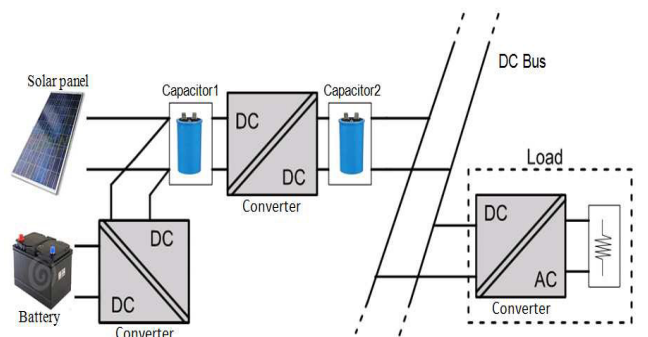 DC Bus
Solar panel
Capacitor1
Capacitor2
DC
DC
Converter
Load
DC
AC
Converter
DC
DC
Battery
Converter